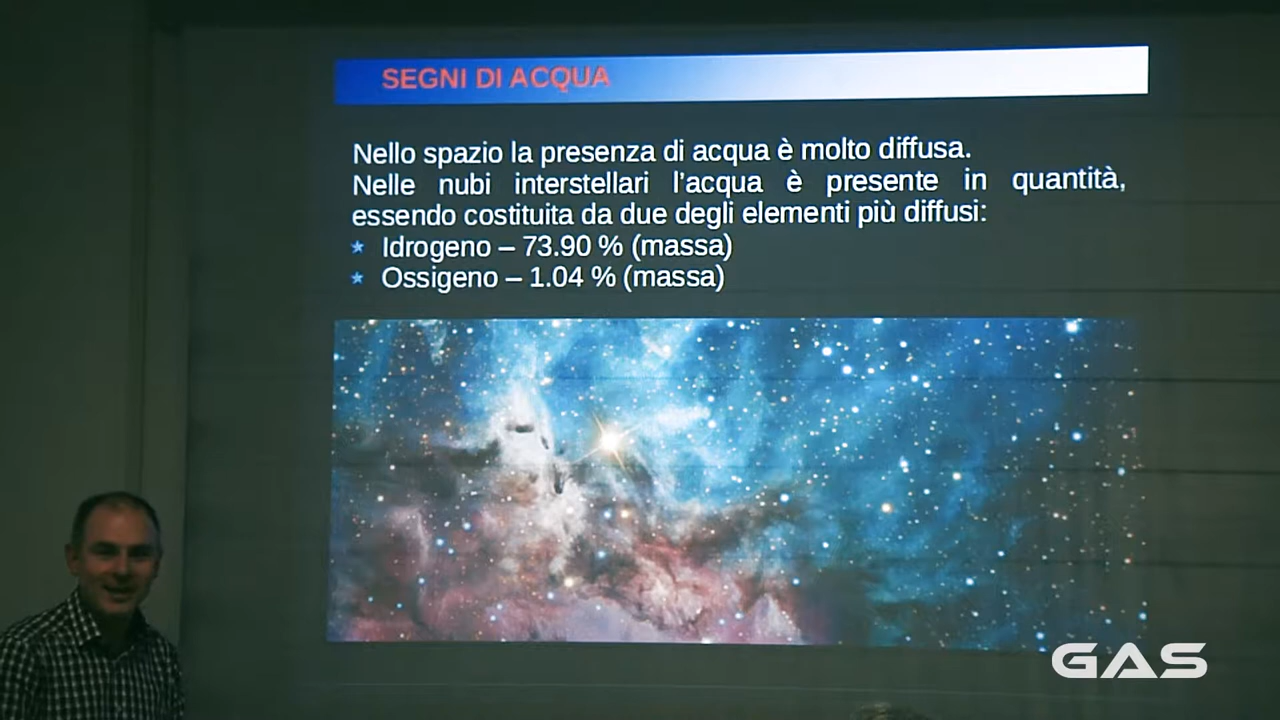 SEGNI DI ACQUA
Nello spazio la presenza di acqua è molto diffusa.
Nelle nubi interstellari l'acqua è presente in quantità,
essendo costituita da due degli elementi più diffusi:
Idrogeno – 73.90 % (massa)
Ossigeno – 1.04 % (massa)
GAS